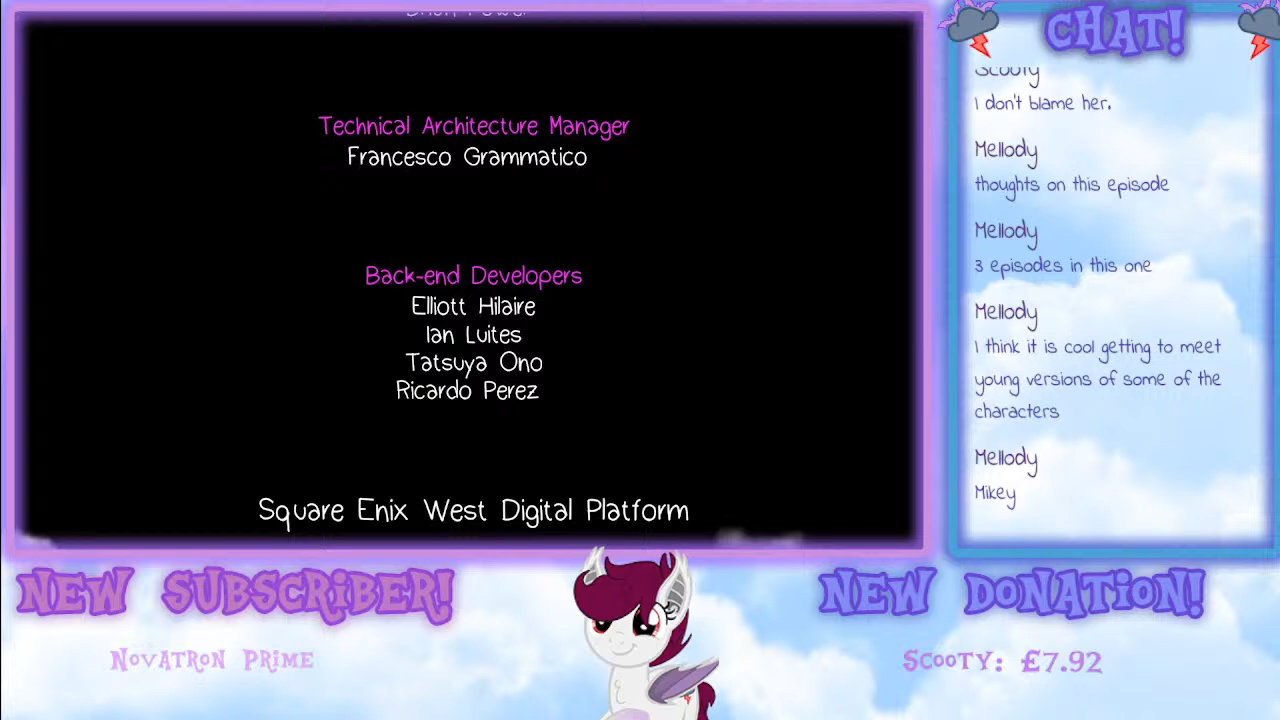 Technical Architecture Manager
Francesco Grammatico
Back-end Developers
Elliott Hilaire
Ian Luites
Tatsuya Ono
Ricardo Perez
Square Enix West Digital Platform
CHAT!
Scooty
I don't blame her.
Mellody
thoughts on this episode
Mellody
3 episodes in this one
Mellody
I think it is cool getting to meet
young versions of some of the
characters
Mellody
Mikey
NEW SUBSCRIBER!
Novatron Prime
NEW DONATION!
Scooty: £7.92